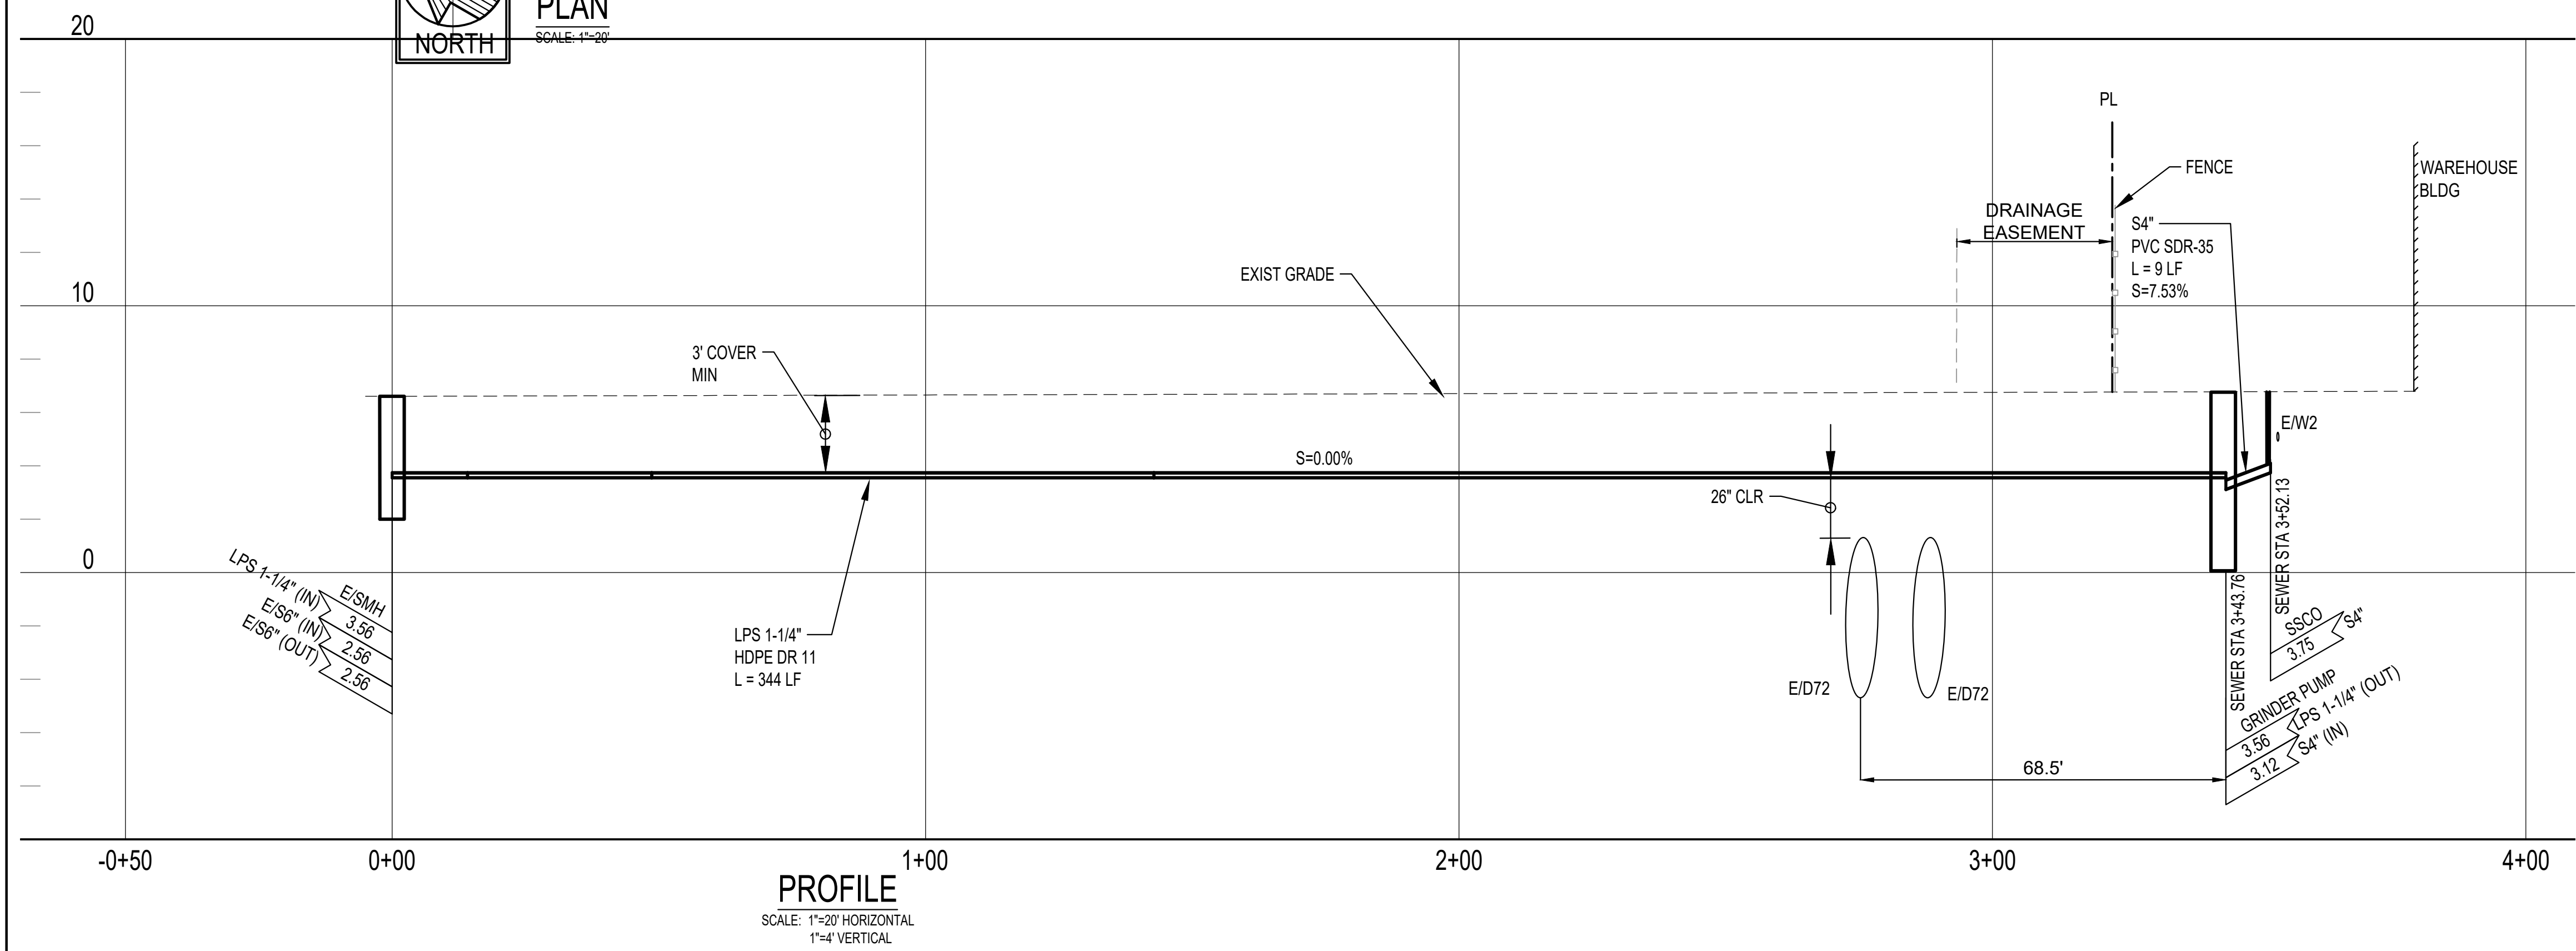 PLAN
SCALE: 1"=20'
NORTH
20
10
0
PL
FENCE
WAREHOUSE
BLDG
DRAINAGE
EASEMENT
S4"
PVC SDR-35
L = 9 LF
S=7.53%
EXIST GRADE
3' COVER
MIN
E/W2
S=0.00%
26" CLR
LPS 1-1/4"
HDPE DR 11
L = 344 LF
E/SMH
LPS 1-1/4" (IN)
3.56
E/S6" (IN)
2.56
E/S6" (OUT)
2.56
E/D72
E/D72
SEWER STA 3+43.76
SEWER STA 3+52.13
SSCO
S4"
3.75
GRINDER PUMP
LPS 1-1/4" (OUT)
3.56
S4" (IN)
3.12
68.5'
-0+50
0+00
1+00
2+00
3+00
4+00
PROFILE
SCALE: 1"=20' HORIZONTAL
1"=4' VERTICAL